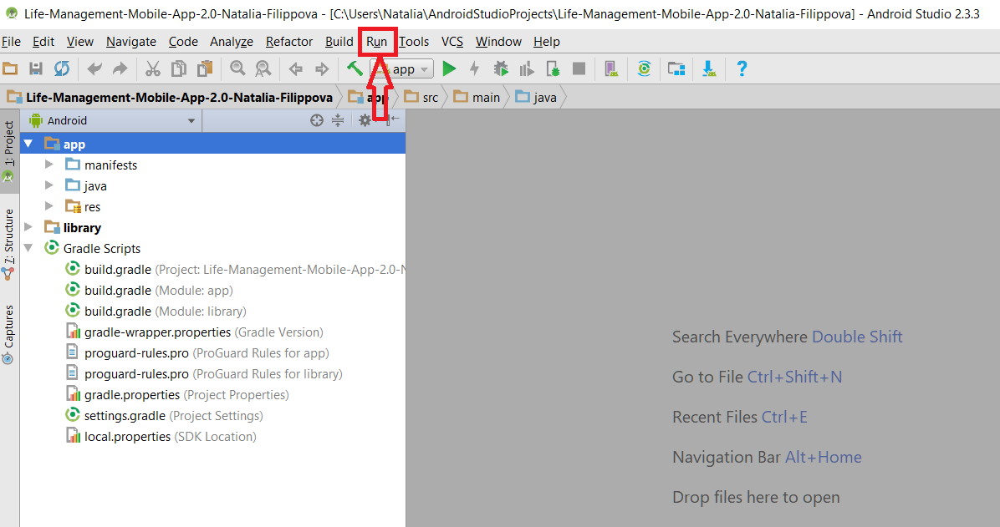 Life-Management-Mobile-App-2.0-Natalia-Filippova - [C:\Users\Natalia\AndroidStudioProjects\Life-Management-Mobile-App-2.0-Natalia-Filippova] - Android Studio 2.3.3
File Edit View Navigate Code Analyze Refactor Build Run Tools VCS Window Help
app
Life-Management-Mobile-App-2.0-Natalia-Filippova app src main java
1: Project
Z: Structure
Captures
Android
app
manifests
java
res
library
Gradle Scripts
build.gradle (Project: Life-Management-Mobile-App-2.0-N
build.gradle (Module: app)
build.gradle (Module: library)
gradle-wrapper.properties (Gradle Version)
proguard-rules.pro (ProGuard Rules for app)
proguard-rules.pro (ProGuard Rules for library)
gradle.properties (Project Properties)
settings.gradle (Project Settings)
local.properties (SDK Location)
Search Everywhere Double Shift
Go to File Ctrl+Shift+N
Recent Files Ctrl+E
Navigation Bar Alt+Home
Drop files here to open